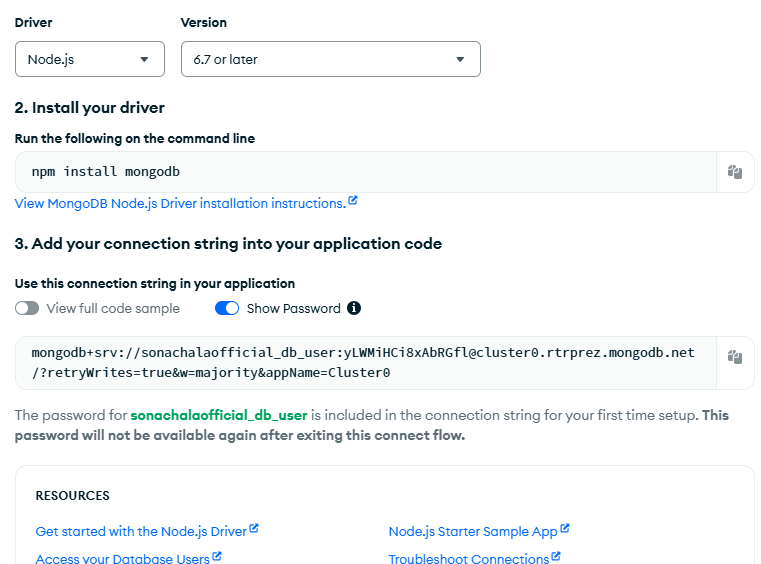 Driver
Version
Node.js
6.7 or later
2. Install your driver
Run the following on the command line
npm install mongodb
View MongoDB Node.js Driver installation instructions.
3. Add your connection string into your application code
Use this connection string in your application
View full code sample
Show Password
mongodb+srv://sonachalaofficial_db_user:yLWMiHCi8xAbRGfl@cluster0.rtrprez.mongodb.net
/?retryWrites=true&w=majority&appName=Cluster0
The password for sonachalaofficial_db_user is included in the connection string for your first time setup. This
password will not be available again after exiting this connect flow.
RESOURCES
Get started with the Node.js Driver
Node.js Starter Sample App
Access your Database Users
Troubleshoot Connections